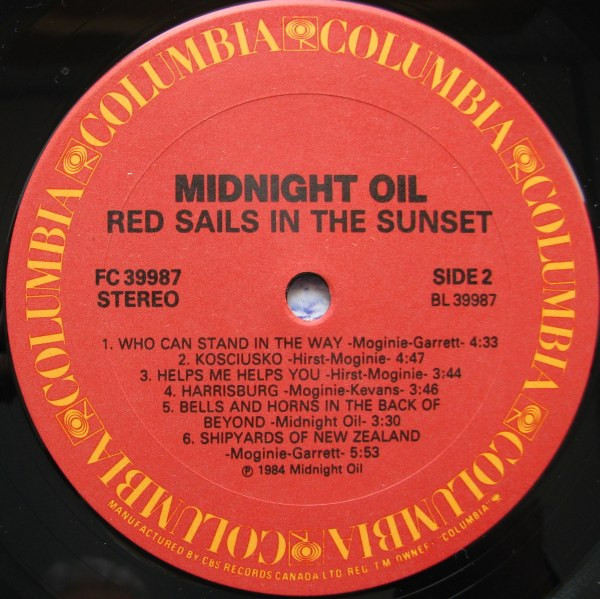 COLUMBIA COLUMBIA COLUMBIA COLUMBIA COLUMBIA COLUMBIA
MIDNIGHT OIL
RED SAILS IN THE SUNSET
FC 39987 SIDE 2
STEREO BL 39987
1. WHO CAN STAND IN THE WAY -Moginie-Garrett- 4:33
2. KOSCIUSKO -Hirst-Moginie- 4:47
3. HELPS ME HELPS YOU -Hirst-Moginie- 3:44
4. HARRISBURG -Moginie-Kevans- 3:46
5. BELLS AND HORNS IN THE BACK OF
BEYOND -Midnight Oil- 3:30
6. SHIPYARDS OF NEW ZEALAND
-Moginie-Garrett- 5:53
℗ 1984 Midnight Oil
MANUFACTURED BY CBS RECORDS CANADA LTD. REG. T.M. OWNER-"COLUMBIA"